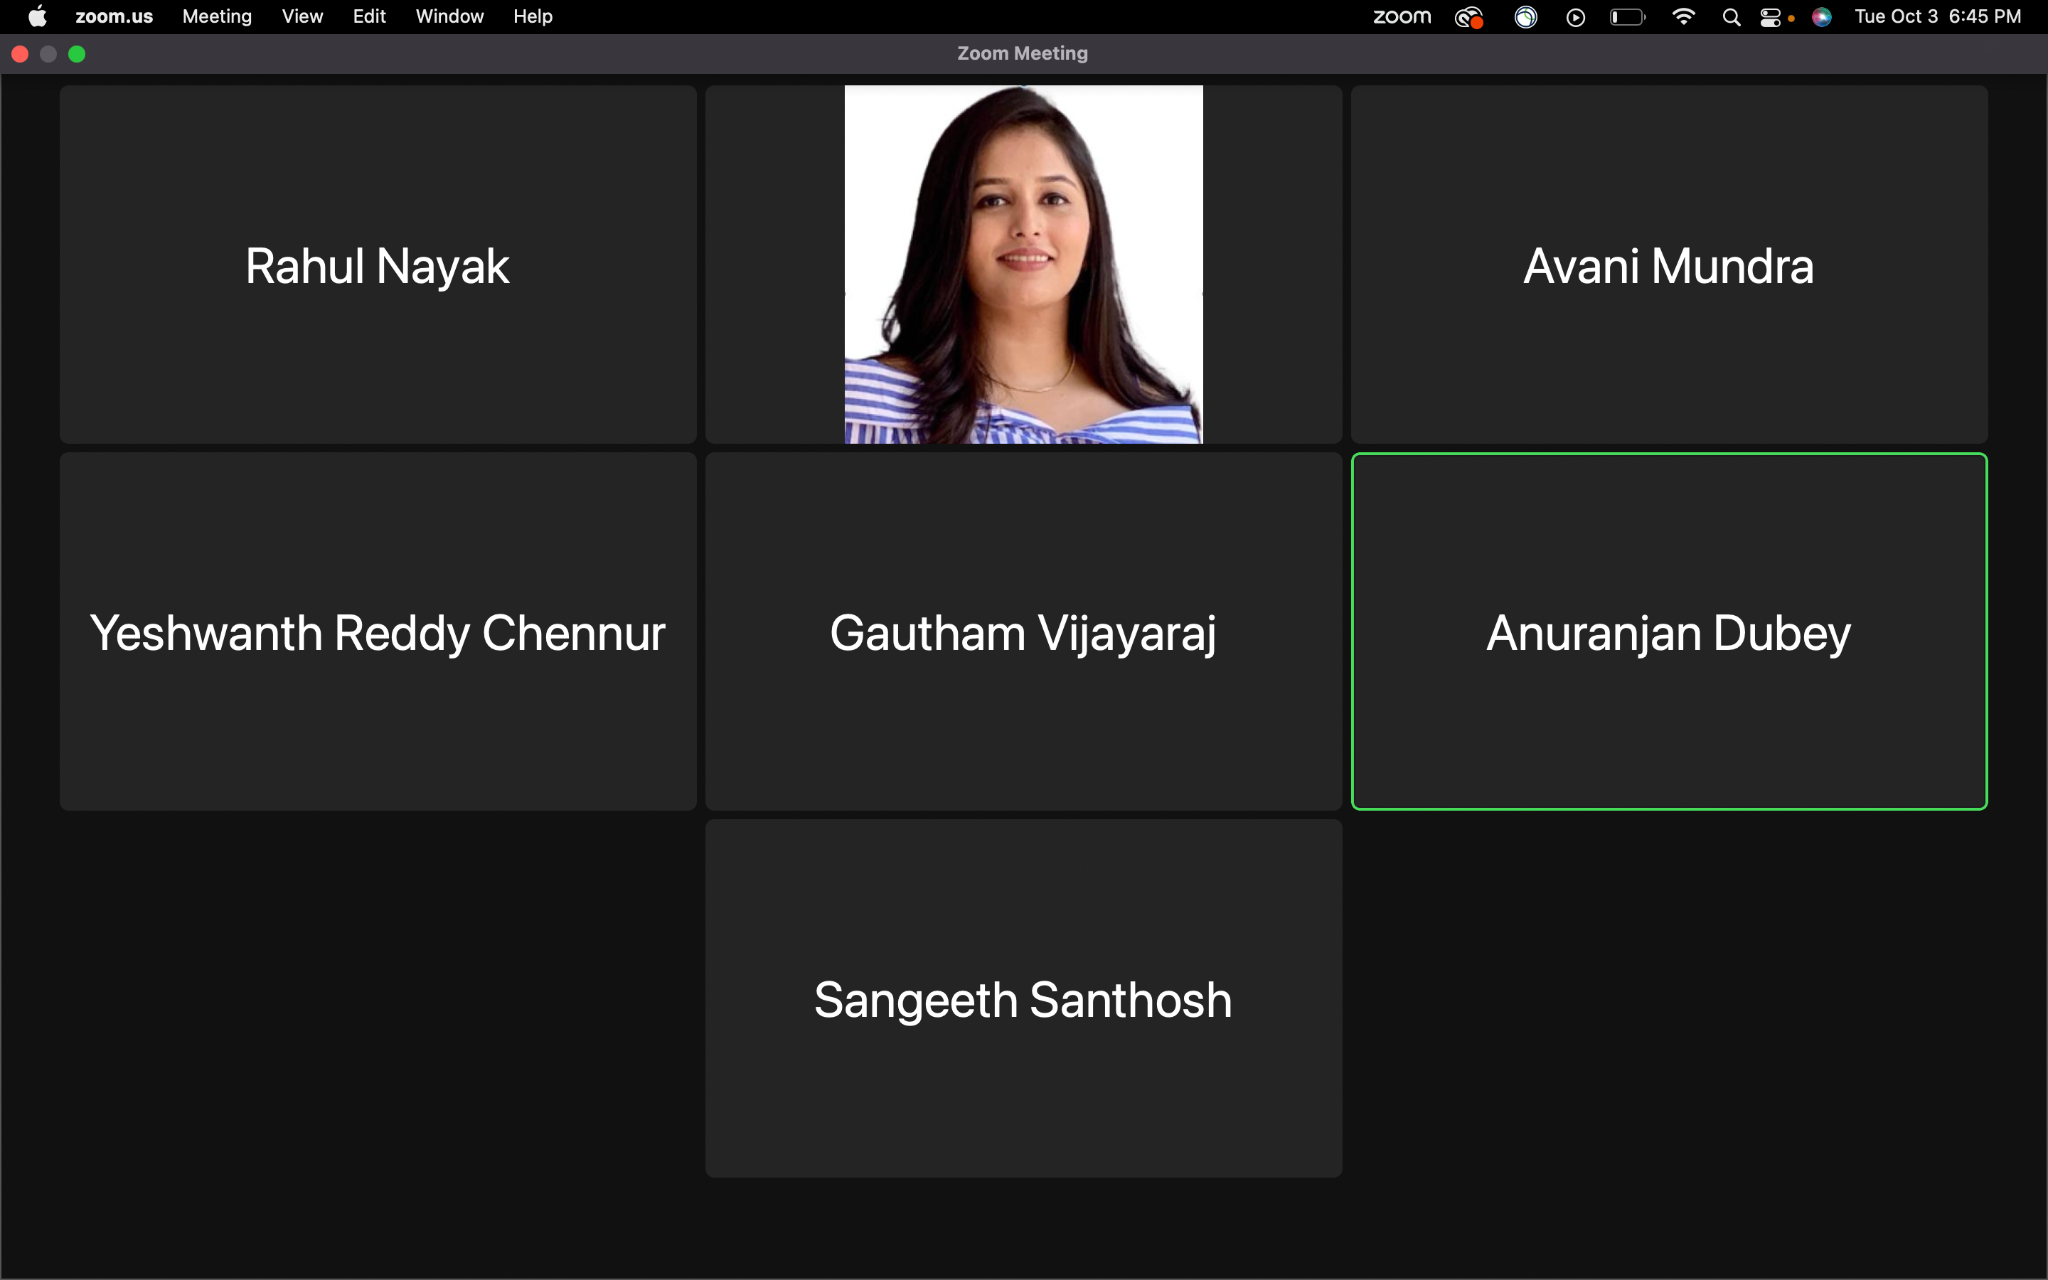 zoom.us Meeting View Edit Window Help zoom Tue Oct 3 6:45 PM
Zoom Meeting
Rahul Nayak
Avani Mundra
Yeshwanth Reddy Chennur
Gautham Vijayaraj
Anuranjan Dubey
Sangeeth Santhosh